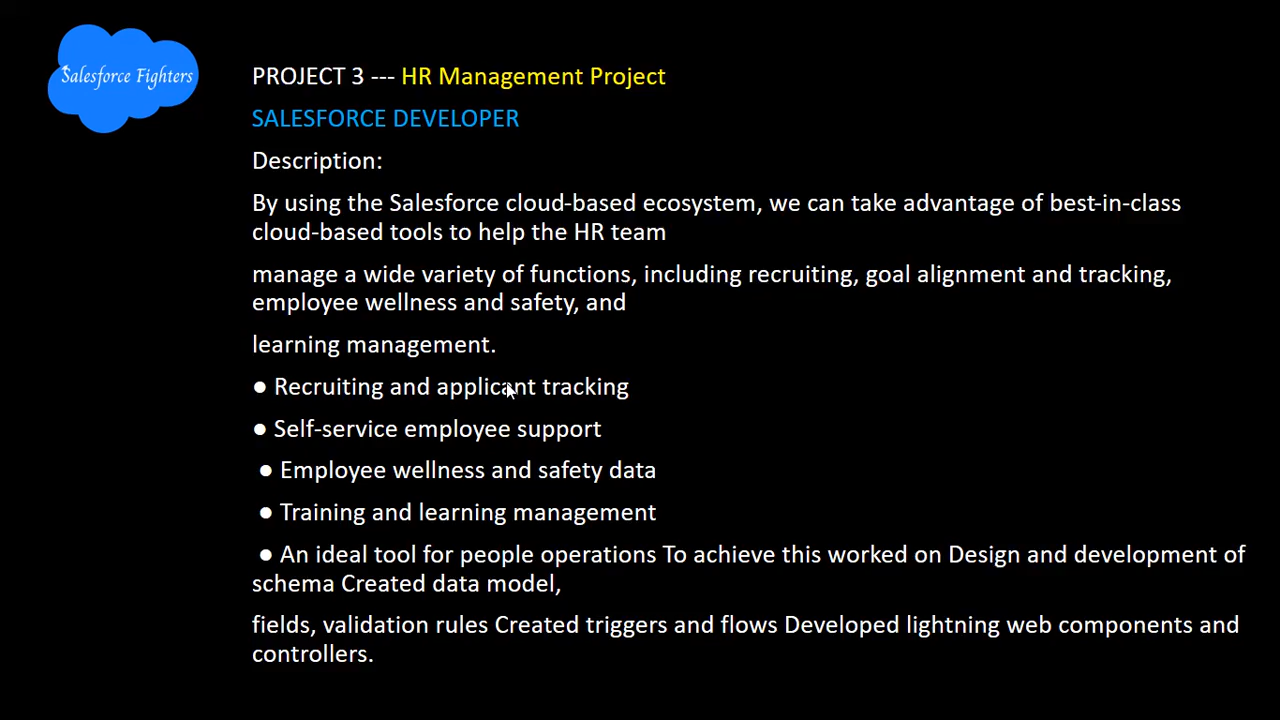 Salesforce Fighters
PROJECT 3 --- HR Management Project
SALESFORCE DEVELOPER
Description:
By using the Salesforce cloud-based ecosystem, we can take advantage of best-in-class
cloud-based tools to help the HR team
manage a wide variety of functions, including recruiting, goal alignment and tracking,
employee wellness and safety, and
learning management.
● Recruiting and applicant tracking
● Self-service employee support
● Employee wellness and safety data
● Training and learning management
● An ideal tool for people operations To achieve this worked on Design and development of
schema Created data model,
fields, validation rules Created triggers and flows Developed lightning web components and
controllers.